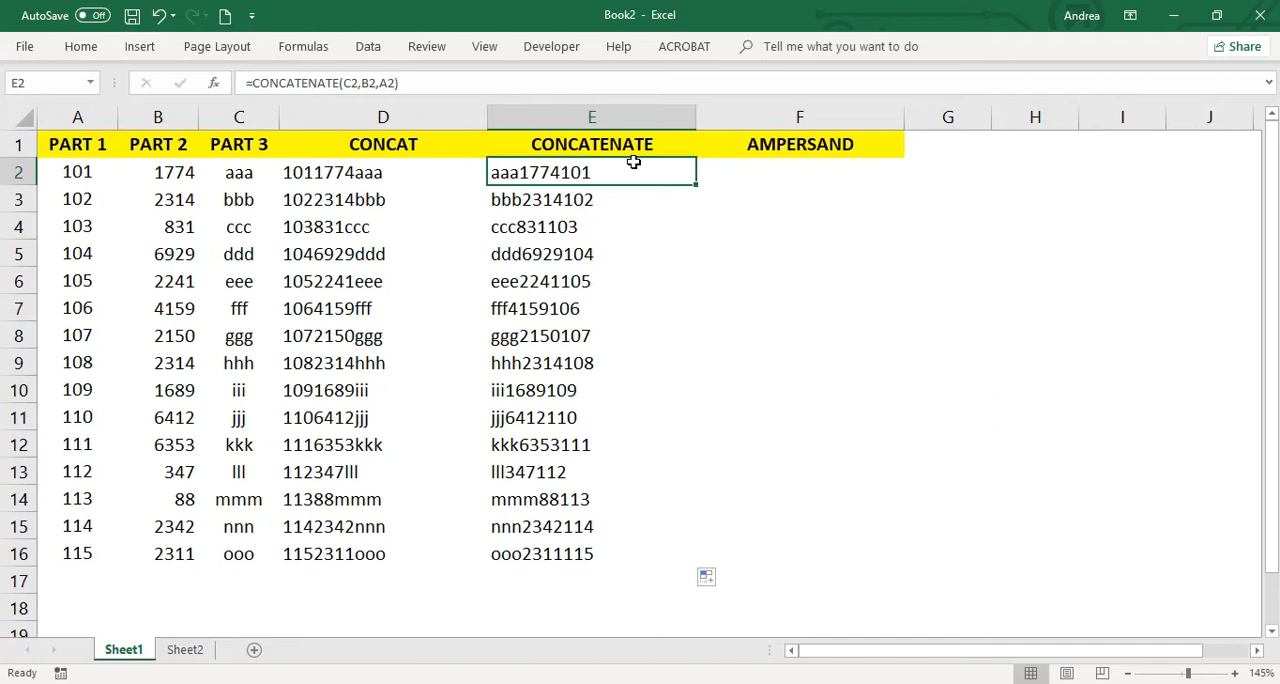 AutoSave Off Book2 - Excel Andrea
File Home Insert Page Layout Formulas Data Review View Developer Help ACROBAT Tell me what you want to do Share
E2 fx =CONCATENATE(C2,B2,A2)
A B C D E F G H I J
1 PART 1 PART 2 PART 3 CONCAT CONCATENATE AMPERSAND
2 101 1774 aaa 1011774aaa aaa1774101
3 102 2314 bbb 1022314bbb bbb2314102
4 103 831 ccc 103831ccc ccc831103
5 104 6929 ddd 1046929ddd ddd6929104
6 105 2241 eee 1052241eee eee2241105
7 106 4159 fff 1064159fff fff4159106
8 107 2150 ggg 1072150ggg ggg2150107
9 108 2314 hhh 1082314hhh hhh2314108
10 109 1689 iii 1091689iii iii1689109
11 110 6412 jjj 1106412jjj jjj6412110
12 111 6353 kkk 1116353kkk kkk6353111
13 112 347 lll 112347lll lll347112
14 113 88 mmm 11388mmm mmm88113
15 114 2342 nnn 1142342nnn nnn2342114
16 115 2311 ooo 1152311ooo ooo2311115
17
18
19
Sheet1 Sheet2
Ready 145%